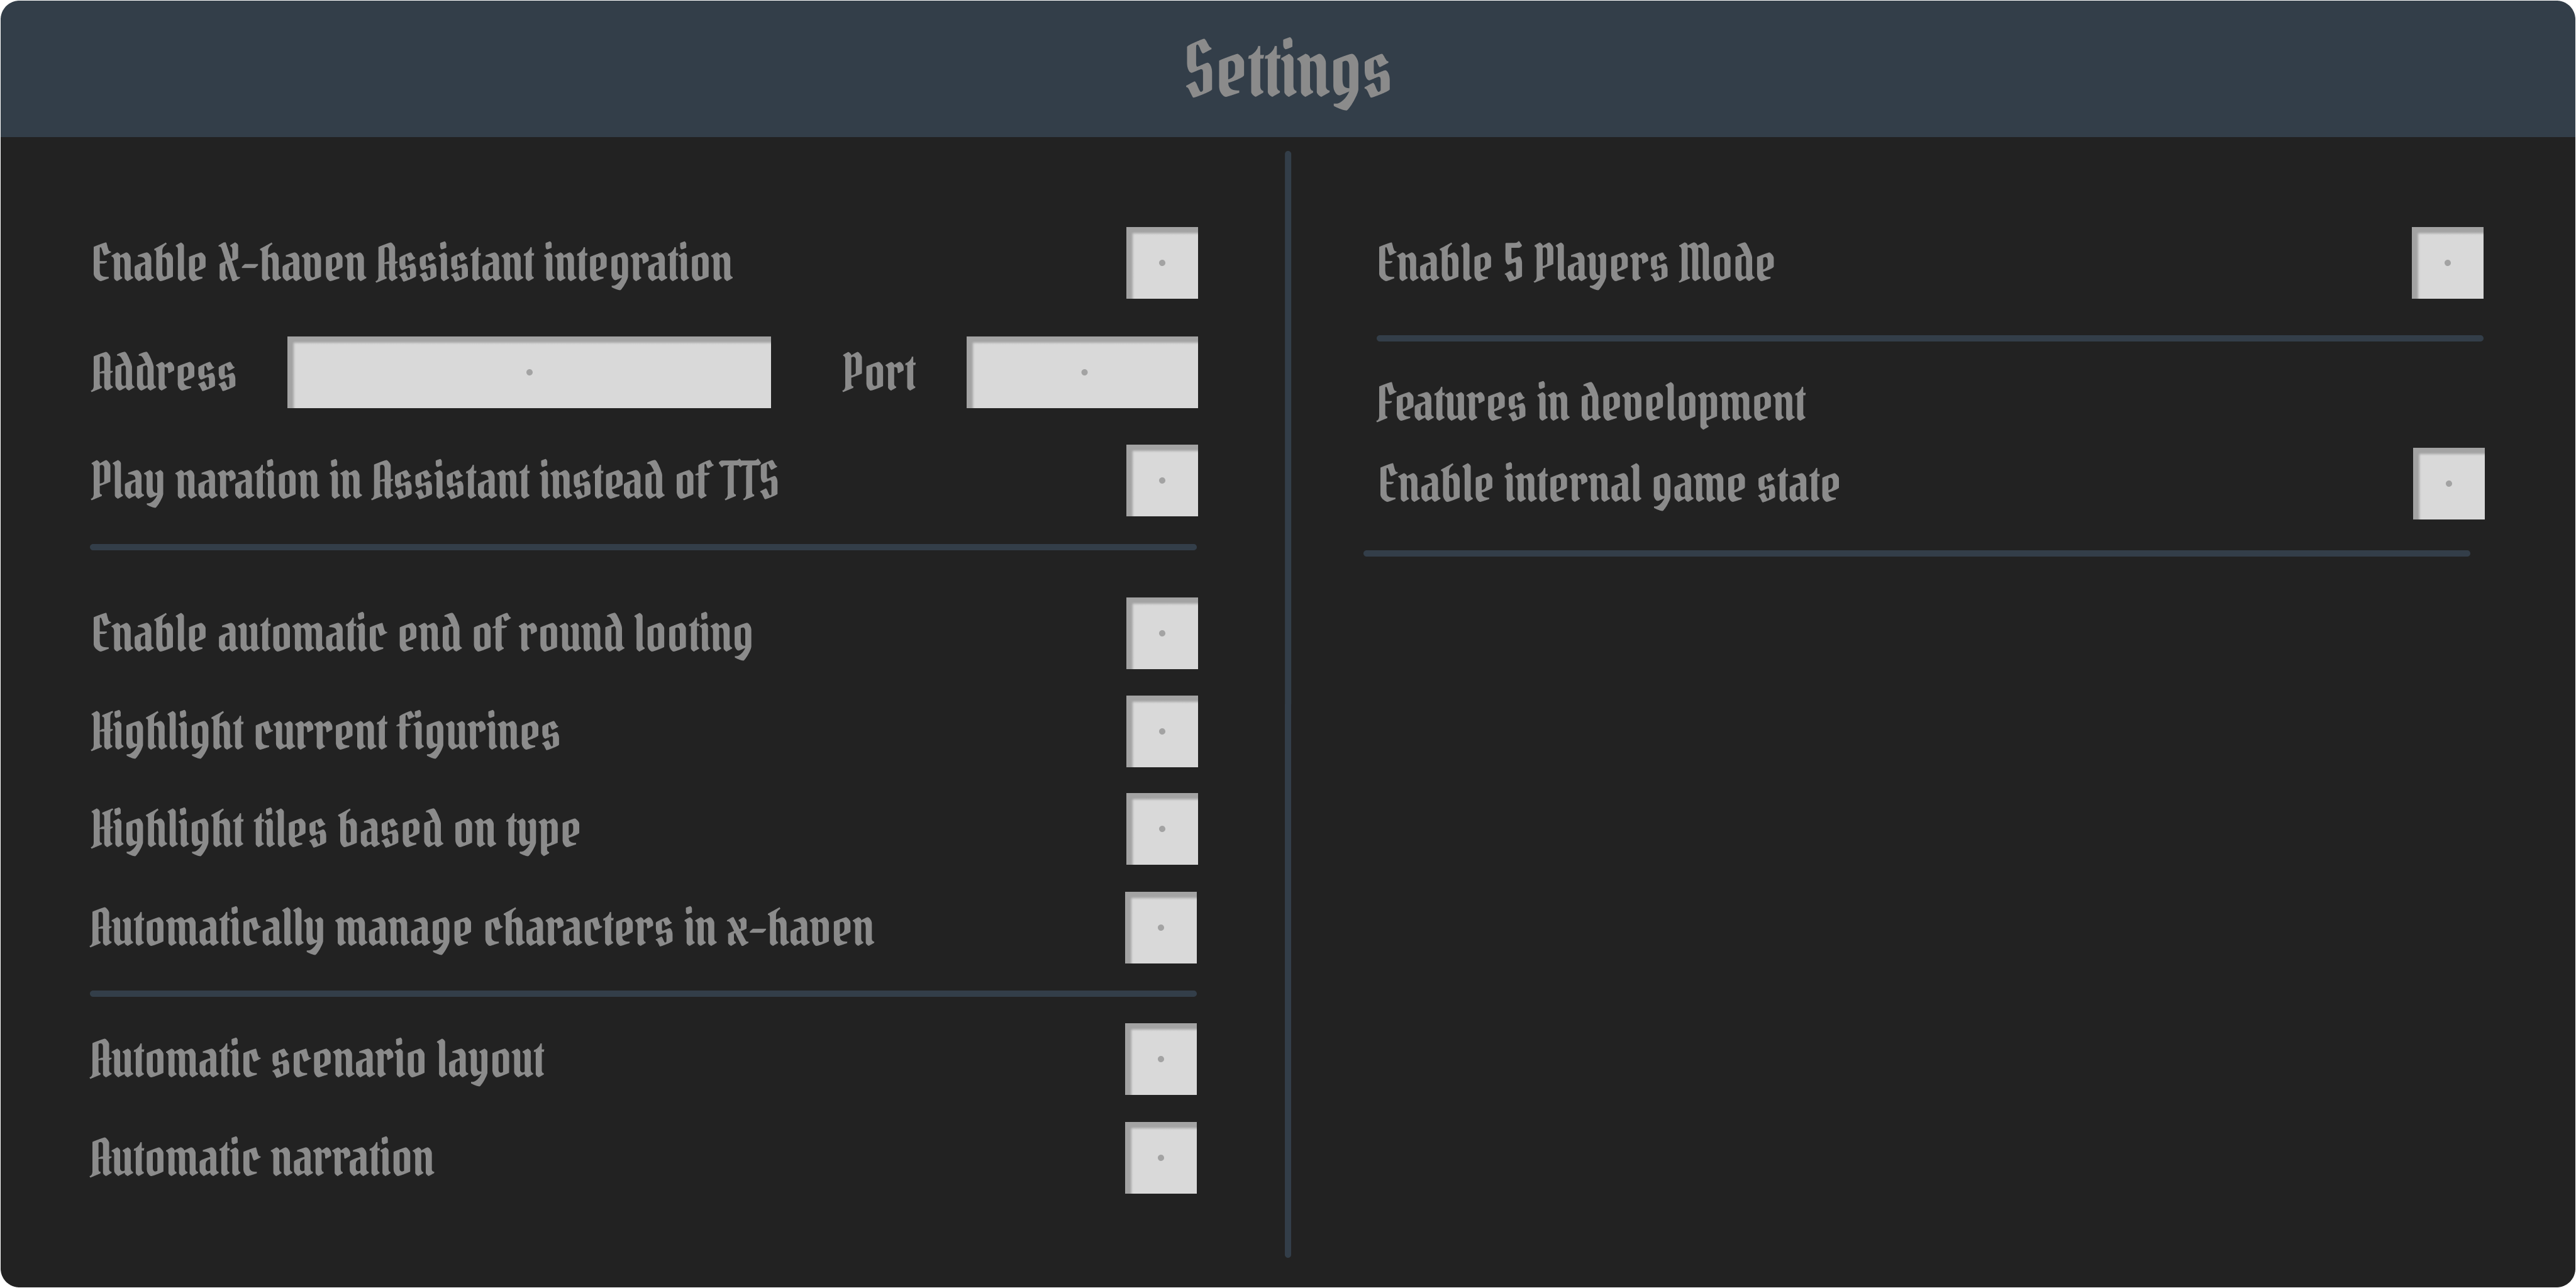 Settings
Enable X-haven Assistant integration
Address Port
Play naration in Assistant instead of TTS
Enable automatic end of round looting
Highlight current figurines
Highlight tiles based on type
Automatically manage characters in x-haven
Automatic scenario layout
Automatic narration
Enable 5 Players Mode
Features in development
Enable internal game state